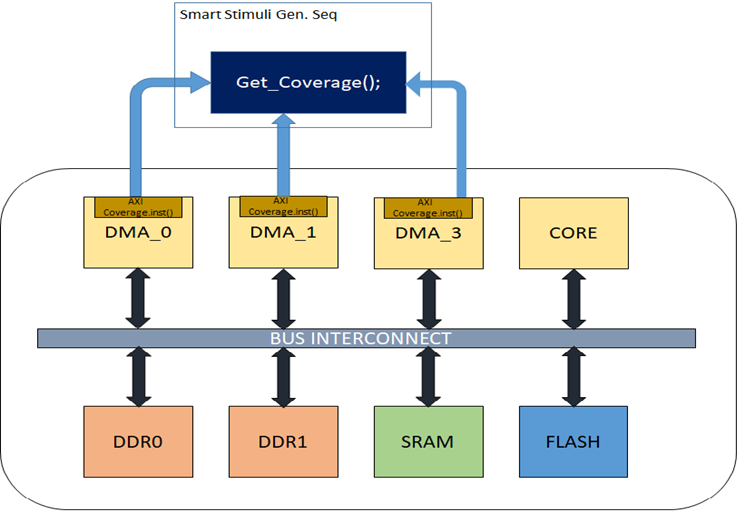 Smart Stimuli Gen. Seq
Get_Coverage();
AXI
Coverage.inst()
DMA_0
AXI
Coverage.inst()
DMA_1
AXI
Coverage.inst()
DMA_3
CORE
BUS INTERCONNECT
DDR0
DDR1
SRAM
FLASH